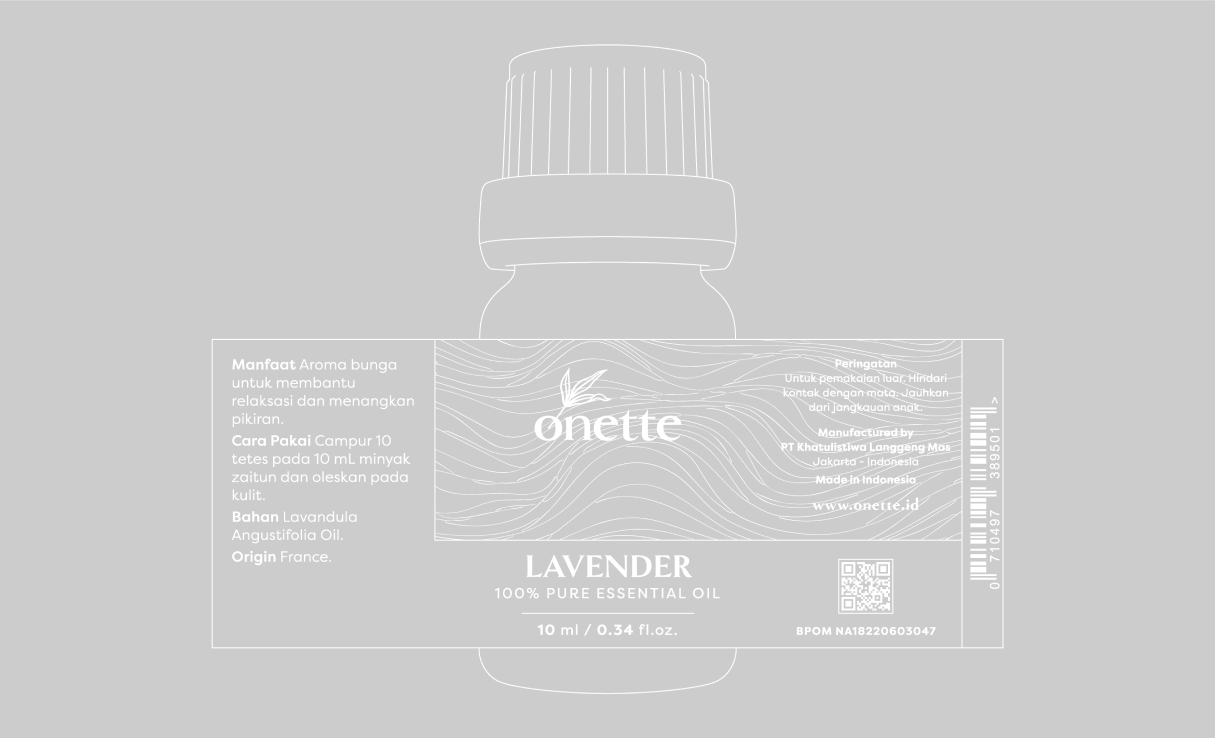 Manfaat Aroma bunga
untuk membantu
relaksasi dan menangkan
pikiran.
Cara Pakai Campur 10
tetes pada 10 mL minyak
zaitun dan oleskan pada
kulit.
Bahan Lavandula
Angustifolia Oil.
Origin France.
onette
LAVENDER
100% PURE ESSENTIAL OIL
10 ml / 0.34 fl.oz.
Peringatan
Untuk pemakaian luar. Hindari
kontak dengan mata. Jauhkan
dari jangkauan anak.
Manufactured by
PT Khatulistiwa Langgeng Mas
Jakarta - Indonesia
Made in Indonesia
www.onette.id
BPOM NA18220603047
0 710497 389501 >